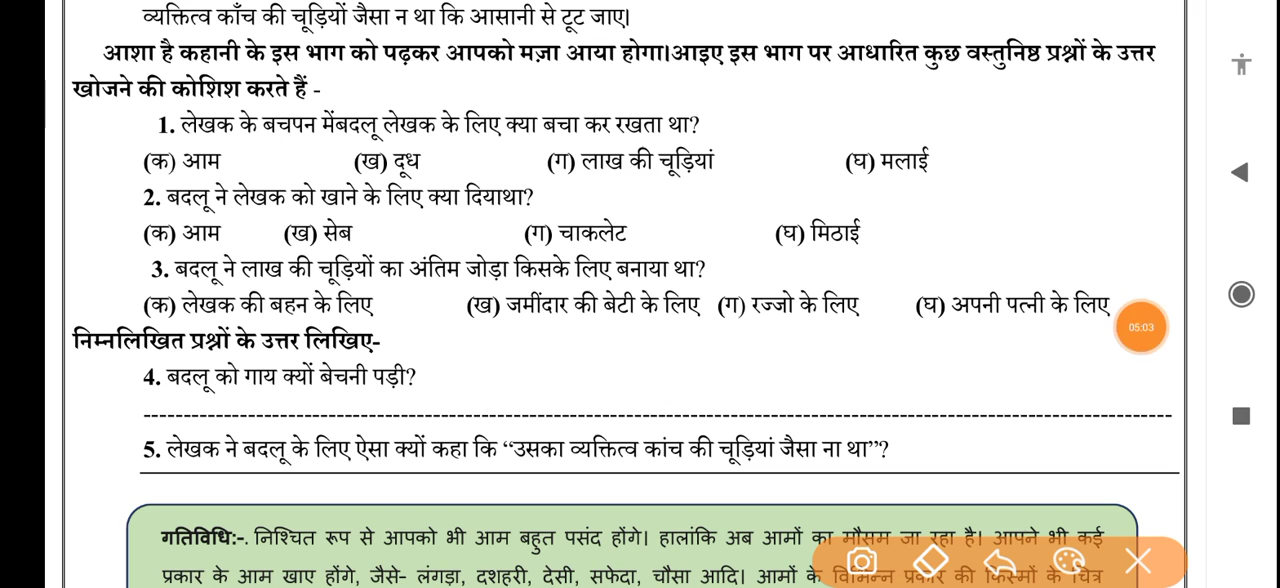 व्यक्तित्व काँच की चूड़ियों जैसा न था कि आसानी से टूट जाए।
आशा है कहानी के इस भाग को पढ़कर आपको मज़ा आया होगा।आइए इस भाग पर आधारित कुछ वस्तुनिष्ठ प्रश्नों के उत्तर
खोजने की कोशिश करते हैं -
1. लेखक के बचपन मेंबदलू लेखक के लिए क्या बचा कर रखता था?
(क) आम (ख) दूध (ग) लाख की चूड़ियां (घ) मलाई
2. बदलू ने लेखक को खाने के लिए क्या दियाथा?
(क) आम (ख) सेब (ग) चाकलेट (घ) मिठाई
3. बदलू ने लाख की चूड़ियों का अंतिम जोड़ा किसके लिए बनाया था?
(क) लेखक की बहन के लिए (ख) जमींदार की बेटी के लिए (ग) रज्जो के लिए (घ) अपनी पत्नी के लिए
05:03
निम्नलिखित प्रश्नों के उत्तर लिखिए-
4. बदलू को गाय क्यों बेचनी पड़ी?
5. लेखक ने बदलू के लिए ऐसा क्यों कहा कि “उसका व्यक्तित्व कांच की चूड़ियां जैसा ना था”?
गतिविधि:-. निश्चित रूप से आपको भी आम बहुत पसंद होंगे। हालांकि अब आमों का मौसम जा रहा है। आपने भी कई
प्रकार के आम खाए होंगे, जैसे- लंगड़ा, दशहरी, देसी, सफेदा, चौसा आदि। आमों के विभिन्न प्रकार की किस्मों के चित्र